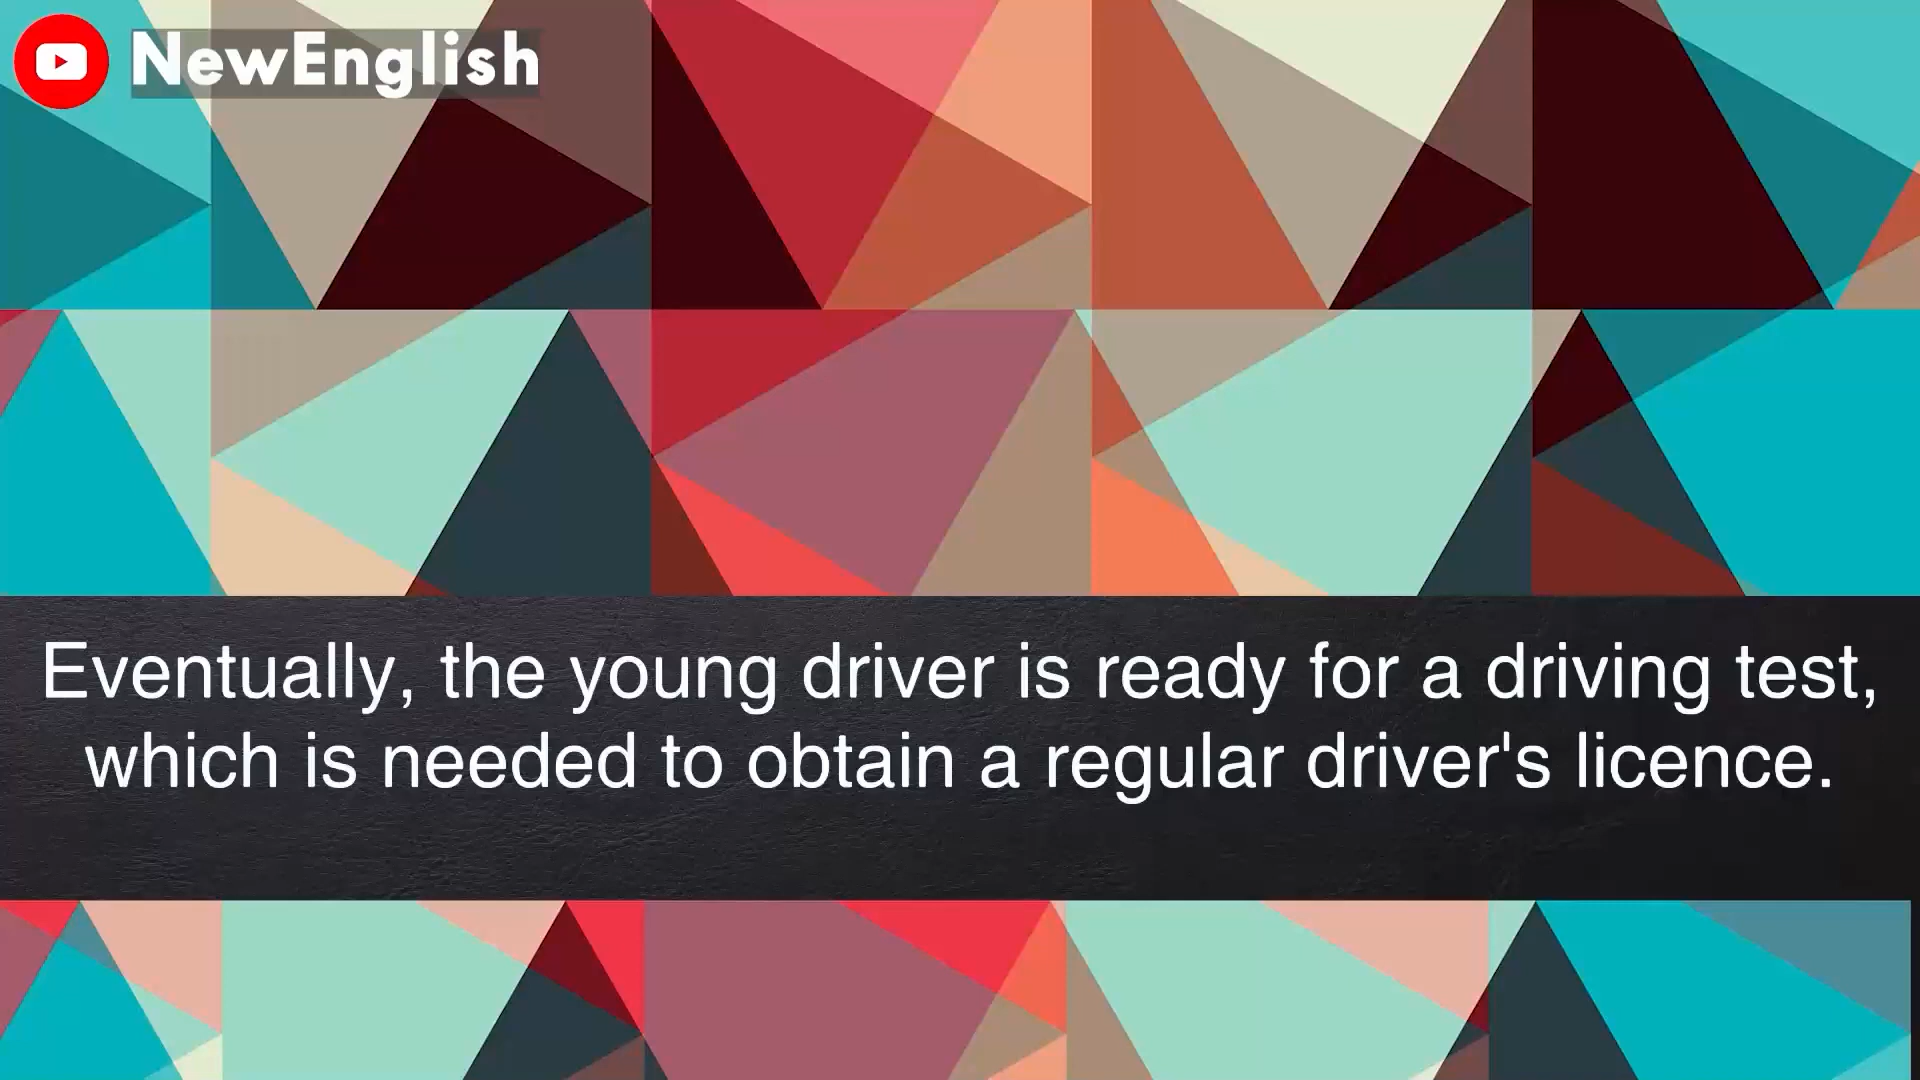 NewEnglish
Eventually, the young driver is ready for a driving test,
which is needed to obtain a regular driver's licence.